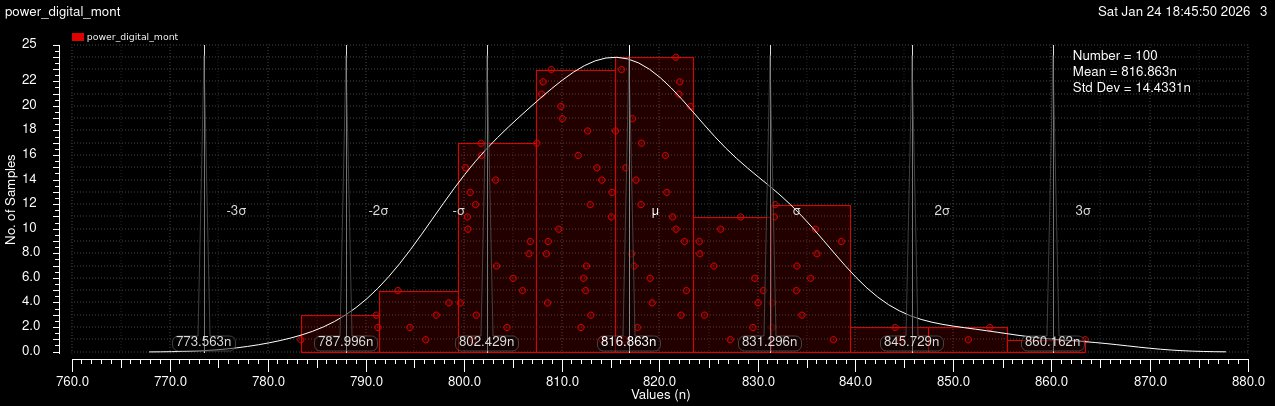 power_digital_mont
Sat Jan 24 18:45:50 2026 3
power_digital_mont
25
22
20
18
16
14
12
10
8.0
6.0
4.0
2.0
0.0
No. of Samples
Number = 100
Mean = 816.863n
Std Dev = 14.4331n
-3σ
-2σ
-σ
μ
σ
2σ
3σ
773.563n
787.996n
802.429n
816.863n
831.296n
845.729n
860.162n
760.0
770.0
780.0
790.0
800.0
810.0
820.0
830.0
840.0
850.0
860.0
870.0
880.0
Values (n)